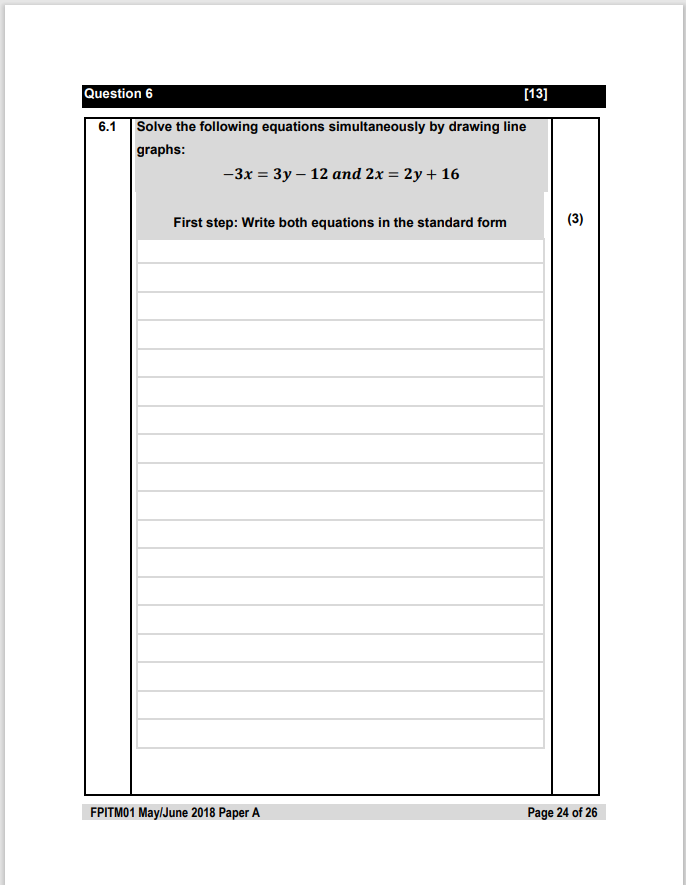 Question 6 [13]
6.1 Solve the following equations simultaneously by drawing line
graphs:
−3x = 3y − 12 and 2x = 2y + 16
First step: Write both equations in the standard form
(3)
FPITM01 May/June 2018 Paper A Page 24 of 26